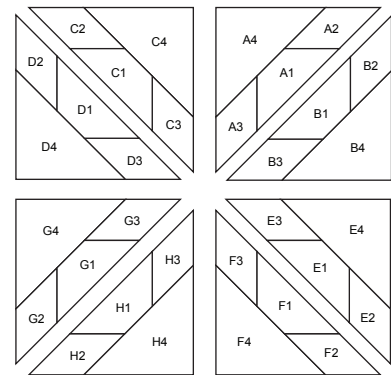 C2 C4 A4 A2
D2 C1 A1 B2
D1 B1
C3 A3
D4 D3 B3 B4
G4 G3 E3 E4
G1 F3 E1
H3
G2 H1 F1 E2
H2 H4 F4 F2